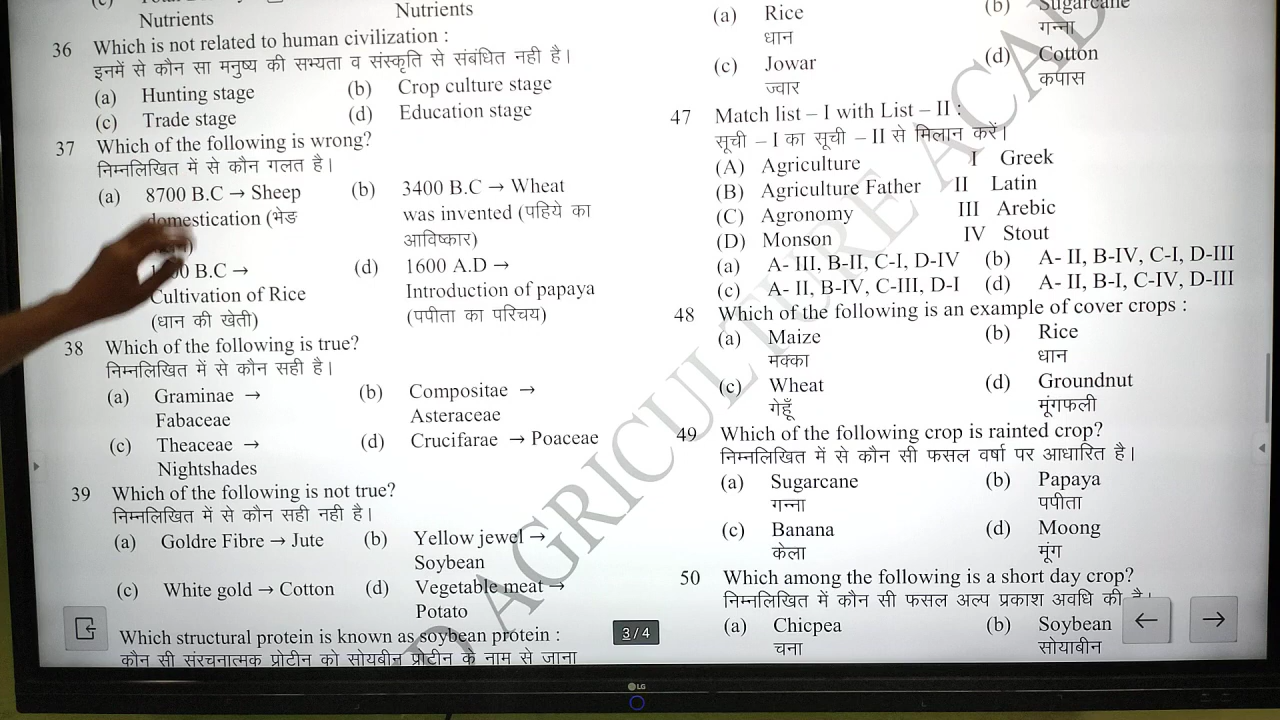 Nutrients
Nutrients
36 Which is not related to human civilization :
इनमें से कौन सा मनुष्य की सभ्यता व संस्कृति से संबंधित नही है।
(a) Hunting stage (b) Crop culture stage
(c) Trade stage (d) Education stage
37 Which of the following is wrong?
निम्नलिखित में से कौन गलत है।
(a) 8700 B.C → Sheep (b) 3400 B.C → Wheat
domestication (भेङ was invented (पहिये का
आविष्कार)
B.C → (d) 1600 A.D →
Cultivation of Rice Introduction of papaya
(धान की खेती) (पपीता का परिचय)
38 Which of the following is true?
निम्नलिखित में से कौन सही है।
(a) Graminae → (b) Compositae →
Fabaceae Asteraceae
(c) Theaceae → (d) Crucifarae → Poaceae
Nightshades
39 Which of the following is not true?
निम्नलिखित में से कौन सही नही है।
(a) Goldre Fibre → Jute (b) Yellow jewel →
Soybean
(c) White gold → Cotton (d) Vegetable meat →
Potato
Which structural protein is known as soybean protein :
कौन सी संरचनात्मक प्रोटीन को सोयबीन प्रोटीन के नाम से जाना
(a) Rice (b) Sugarcane
धान गन्ना
(c) Jowar (d) Cotton
ज्वार कपास
47 Match list – I with List – II :
सूची – I का सूची – II से मिलान करें।
(A) Agriculture I Greek
(B) Agriculture Father II Latin
(C) Agronomy III Arebic
(D) Monson IV Stout
(a) A- III, B-II, C-I, D-IV (b) A- II, B-IV, C-I, D-III
(c) A- II, B-IV, C-III, D-I (d) A- II, B-I, C-IV, D-III
48 Which of the following is an example of cover crops :
(a) Maize (b) Rice
मक्का धान
(c) Wheat (d) Groundnut
गेहूँ मूंगफली
49 Which of the following crop is rainted crop?
निम्नलिखित में से कौन सी फसल वर्षा पर आधारित है।
(a) Sugarcane (b) Papaya
गन्ना पपीता
(c) Banana (d) Moong
केला मूंग
50 Which among the following is a short day crop?
निम्नलिखित में कौन सी फसल अल्प प्रकाश अवधि की है।
(a) Chicpea (b) Soybean
चना सोयाबीन
AGRICULTURE ACAD
3 / 4
LG